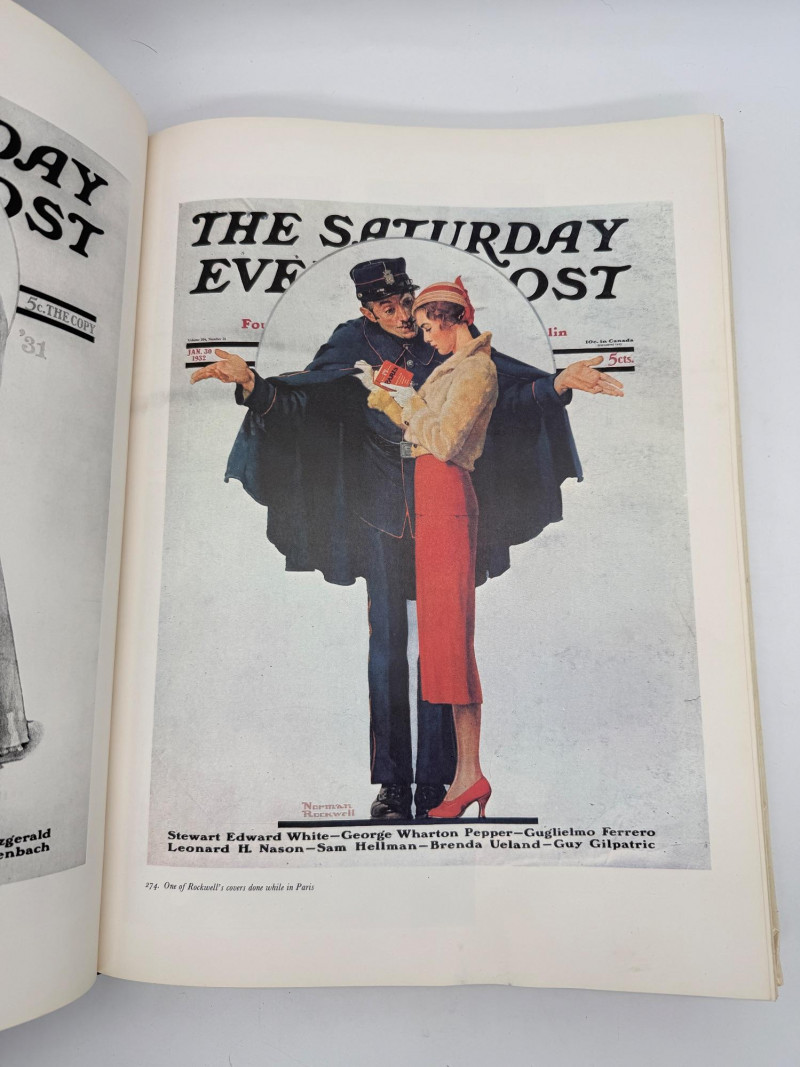 DAY
OST
5c. THE COPY
'31
zgerald
enbach
THE SATURDAY
EVE OST
Fou lin
10c. in Canada
JAN. 30
1932
5cts.
Norman
Rockwell
Stewart Edward White—George Wharton Pepper—Guglielmo Ferrero
Leonard H. Nason—Sam Hellman—Brenda Ueland—Guy Gilpatric
274. One of Rockwell's covers done while in Paris